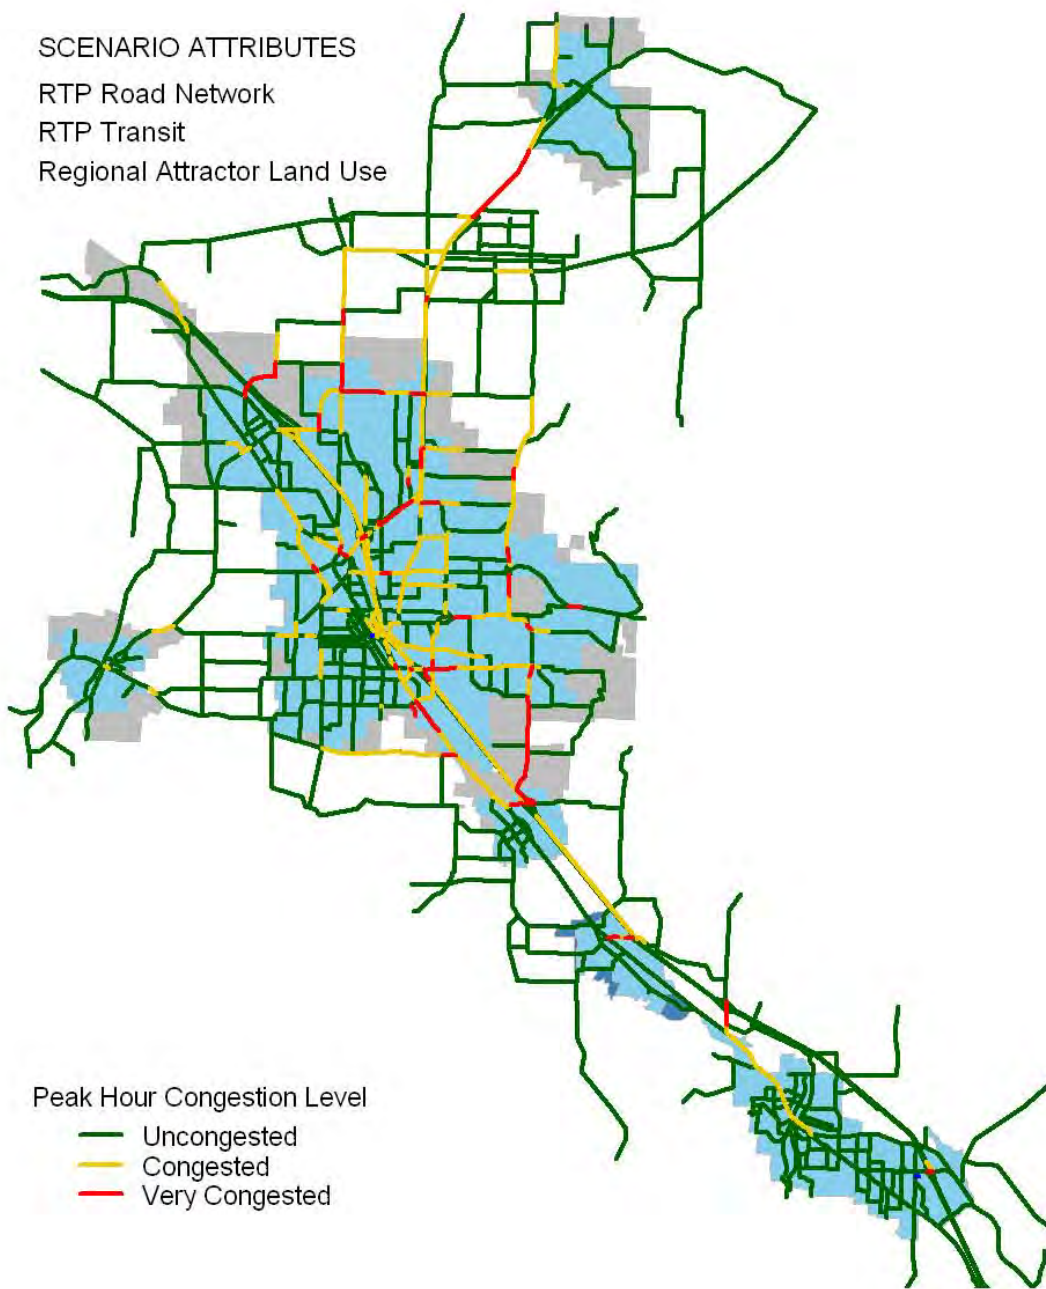 SCENARIO ATTRIBUTES
RTP Road Network
RTP Transit
Regional Attractor Land Use
Peak Hour Congestion Level
Uncongested
Congested
Very Congested